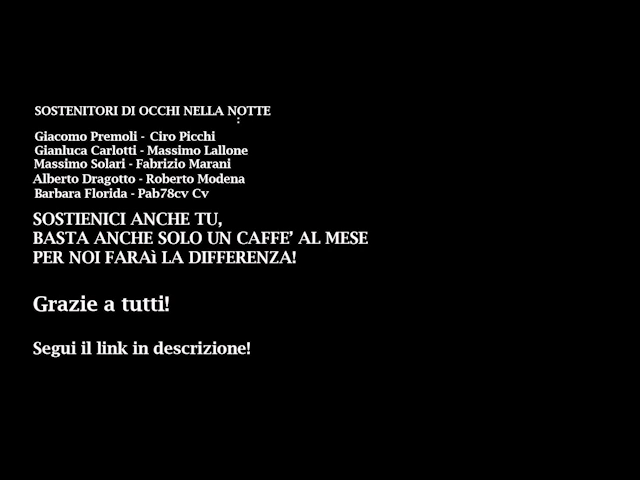 SOSTENITORI DI OCCHI NELLA NOTTE
:
Giacomo Premoli - Ciro Picchi
Gianluca Carlotti - Massimo Lallone
Massimo Solari - Fabrizio Marani
Alberto Dragotto - Roberto Modena
Barbara Florida - Pab78cv Cv
SOSTIENICI ANCHE TU,
BASTA ANCHE SOLO UN CAFFE’ AL MESE
PER NOI FARAì LA DIFFERENZA!
Grazie a tutti!
Segui il link in descrizione!